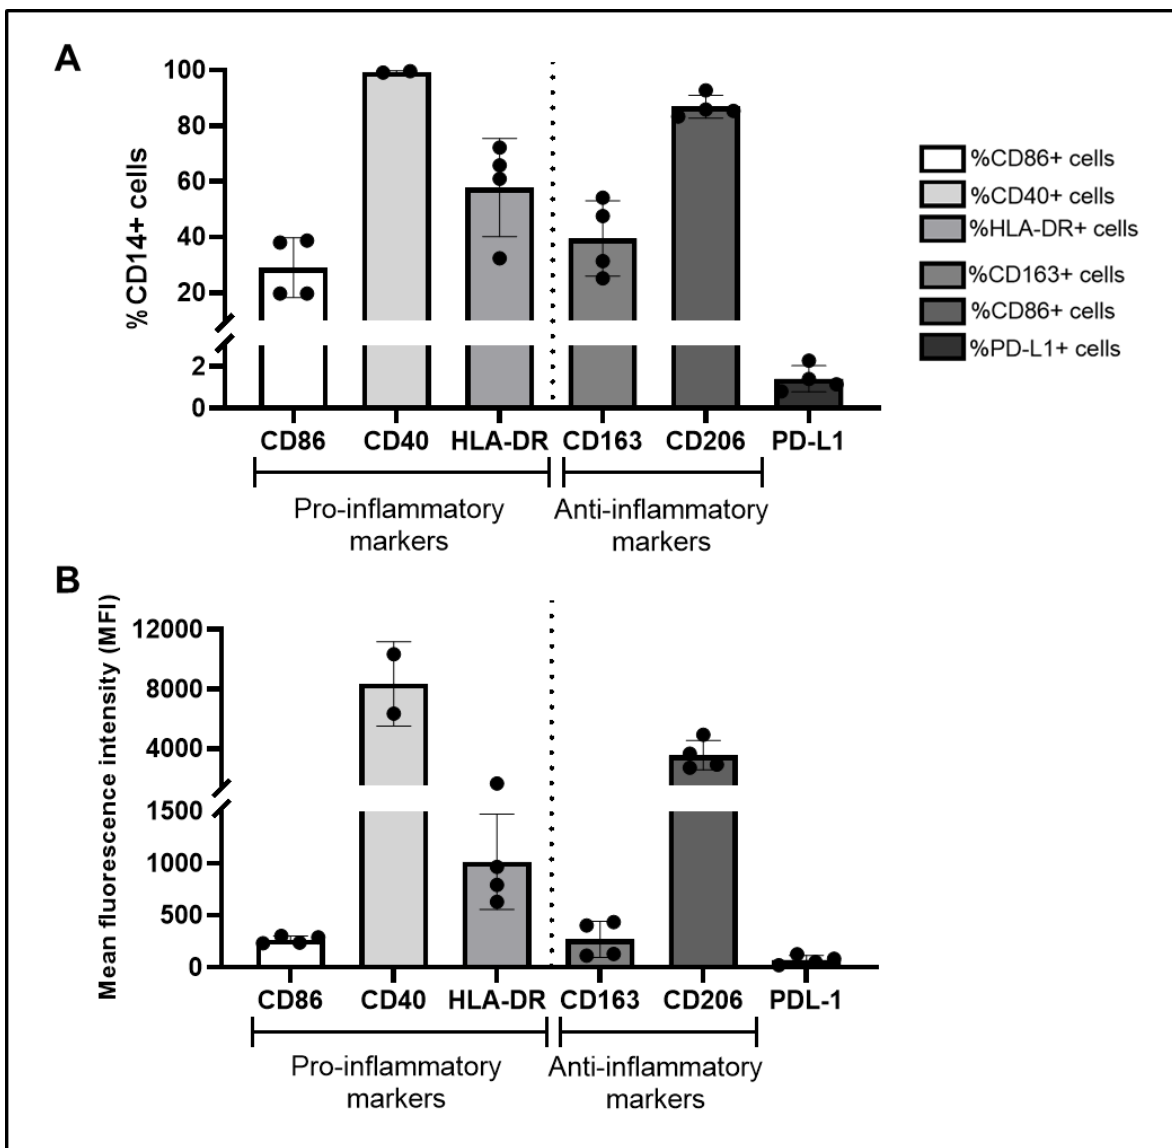 A
%CD14+ cells
100
80
60
40
20
2
0
CD86 CD40 HLA-DR CD163 CD206 PD-L1
Pro-inflammatory
markers
Anti-inflammatory
markers
%CD86+ cells
%CD40+ cells
%HLA-DR+ cells
%CD163+ cells
%CD86+ cells
%PD-L1+ cells
B
Mean fluorescence intensity (MFI)
12000
8000
4000
1500
1000
500
0
CD86 CD40 HLA-DR CD163 CD206 PDL-1
Pro-inflammatory
markers
Anti-inflammatory
markers